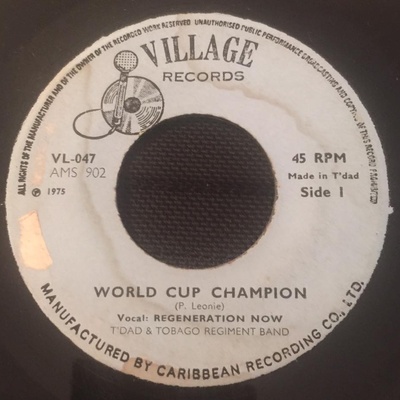 ALL RIGHTS OF THE MANUFACTURER AND OF THE OWNER OF THE RECORDED WORK RESERVED UNAUTHORISED PUBLIC PERFORMANCE BROADCASTING AND COPYING OF THIS RECORD PROHIBITED
VILLAGE
RECORDS
VL-047
AMS 902
℗ 1975
45 RPM
Made in T'dad
Side 1
WORLD CUP CHAMPION
(P. Leonie)
Vocal: REGENERATION NOW
T'DAD & TOBAGO REGIMENT BAND
MANUFACTURED BY CARIBBEAN RECORDING CO., LTD.